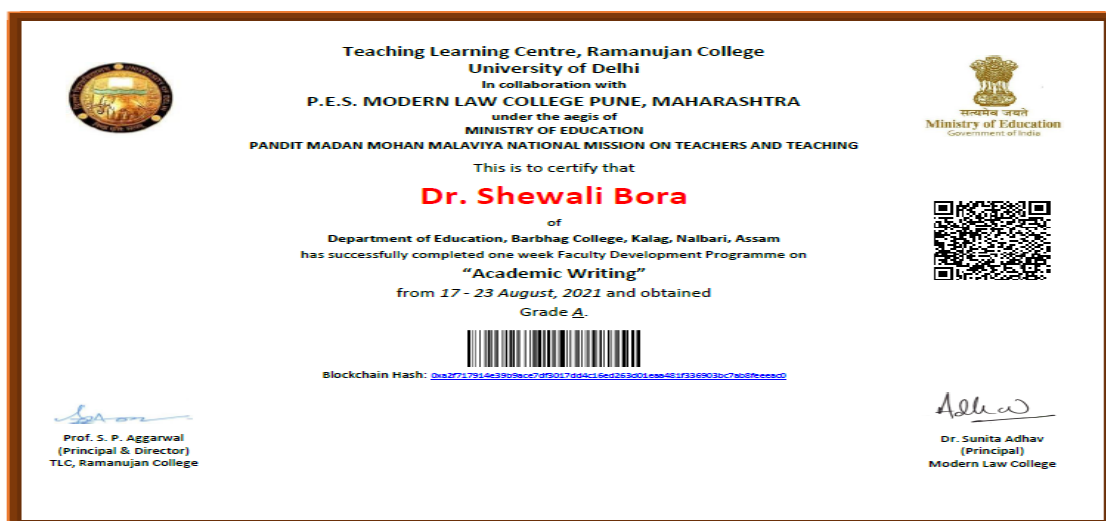 Teaching Learning Centre, Ramanujan College
University of Delhi
In collaboration with
P.E.S. MODERN LAW COLLEGE PUNE, MAHARASHTRA
under the aegis of
MINISTRY OF EDUCATION
PANDIT MADAN MOHAN MALAVIYA NATIONAL MISSION ON TEACHERS AND TEACHING
सत्यमेव जयते
Ministry of Education
Government of India
This is to certify that
Dr. Shewali Bora
of
Department of Education, Barbhag College, Kalag, Nalbari, Assam
has successfully completed one week Faculty Development Programme on
“Academic Writing”
from 17 - 23 August, 2021 and obtained
Grade A.
Blockchain Hash:
Prof. S. P. Aggarwal
(Principal & Director)
TLC, Ramanujan College
Adhav
Dr. Sunita Adhav
(Principal)
Modern Law College